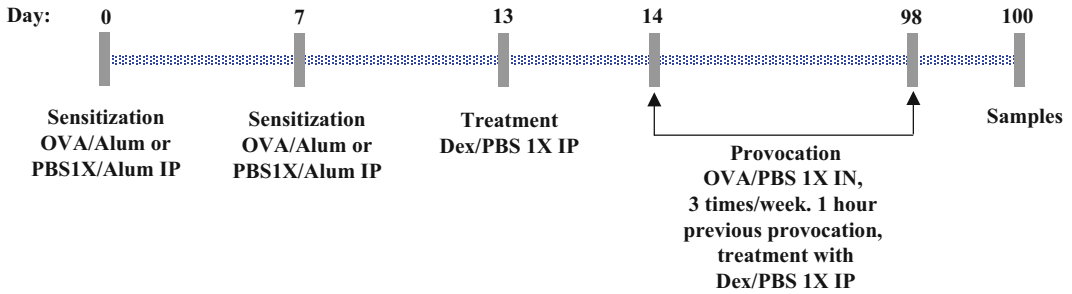 Day: 0 7 13 14 98 100
Sensitization
OVA/Alum or
PBS1X/Alum IP
Sensitization
OVA/Alum or
PBS1X/Alum IP
Treatment
Dex/PBS 1X IP
Provocation
OVA/PBS 1X IN,
3 times/week. 1 hour
previous provocation,
treatment with
Dex/PBS 1X IP
Samples